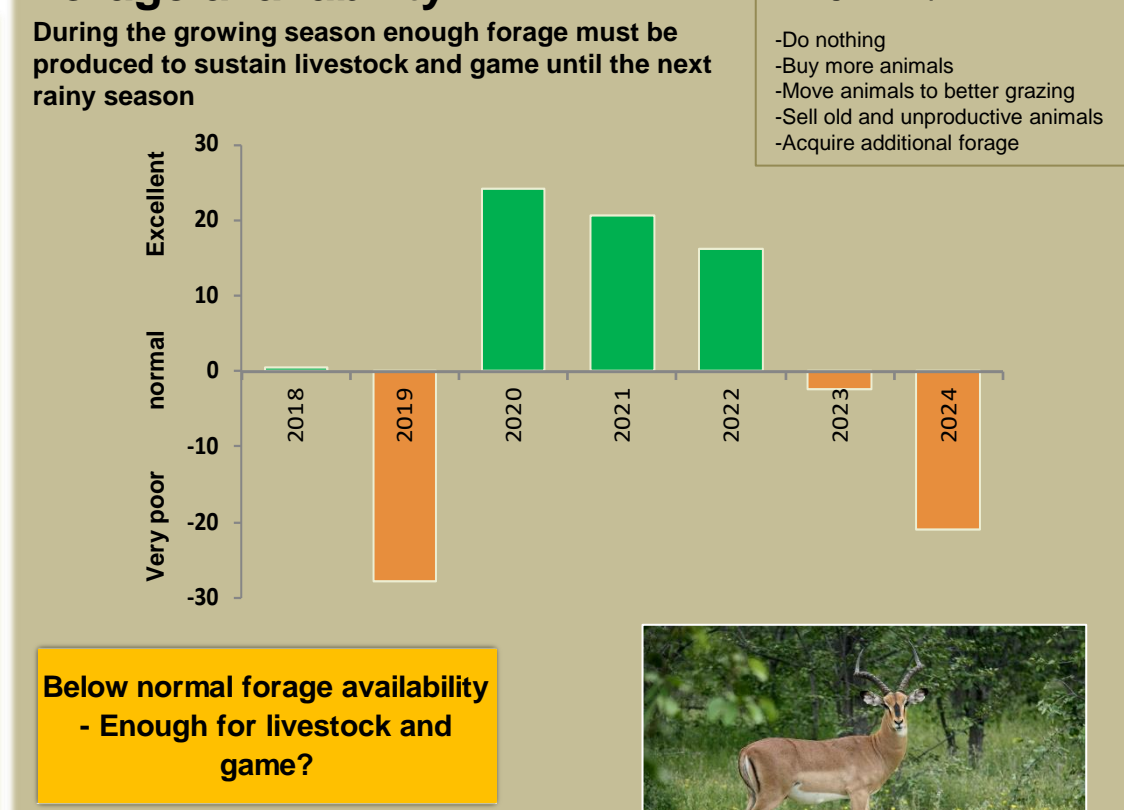 During the growing season enough forage must be
produced to sustain livestock and game until the next
rainy season
-Do nothing
-Buy more animals
-Move animals to better grazing
-Sell old and unproductive animals
-Acquire additional forage
30
20
10
0
-10
-20
-30
Excellent
normal
Very poor
2018
2019
2020
2021
2022
2023
2024
Below normal forage availability
- Enough for livestock and
game?